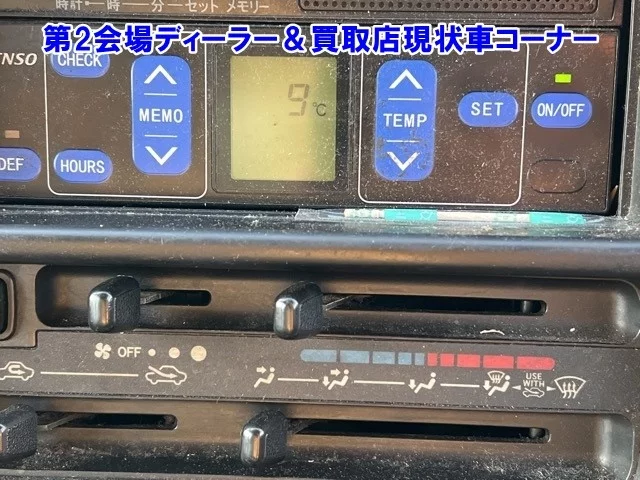 時計・ 時 ― 分 ―セット メモリー
第2会場ディーラー＆買取店現状車コーナー
ENSO
CHECK
MEMO
9℃
TEMP
SET
ON/OFF
DEF
HOURS
OFF
USE
WITH